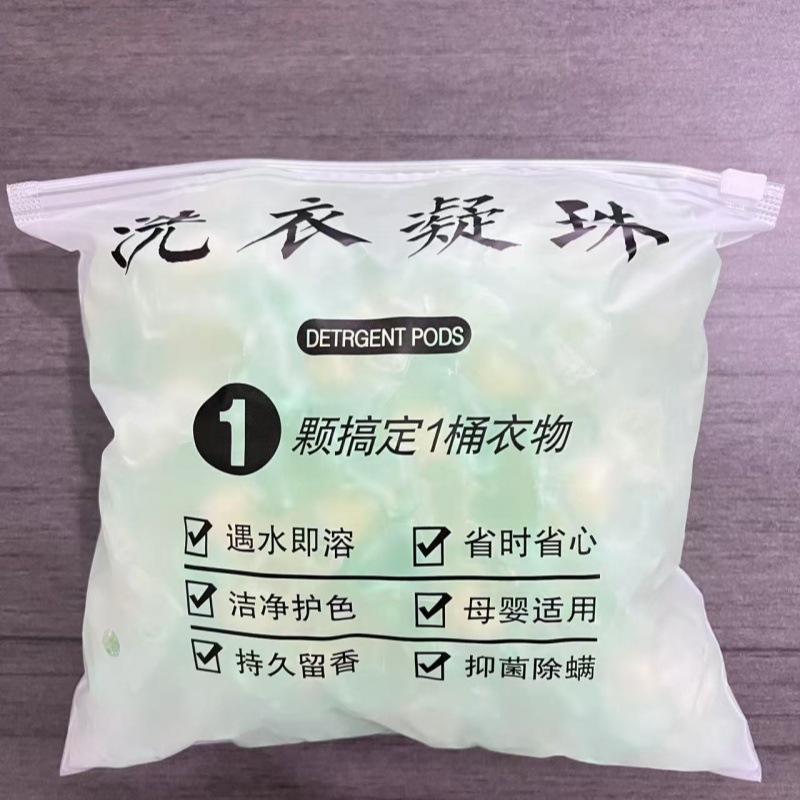 洗衣凝珠
DETRGENT PODS
1颗搞定1桶衣物
遇水即溶 省时省心
洁净护色 母婴适用
持久留香 抑菌除螨